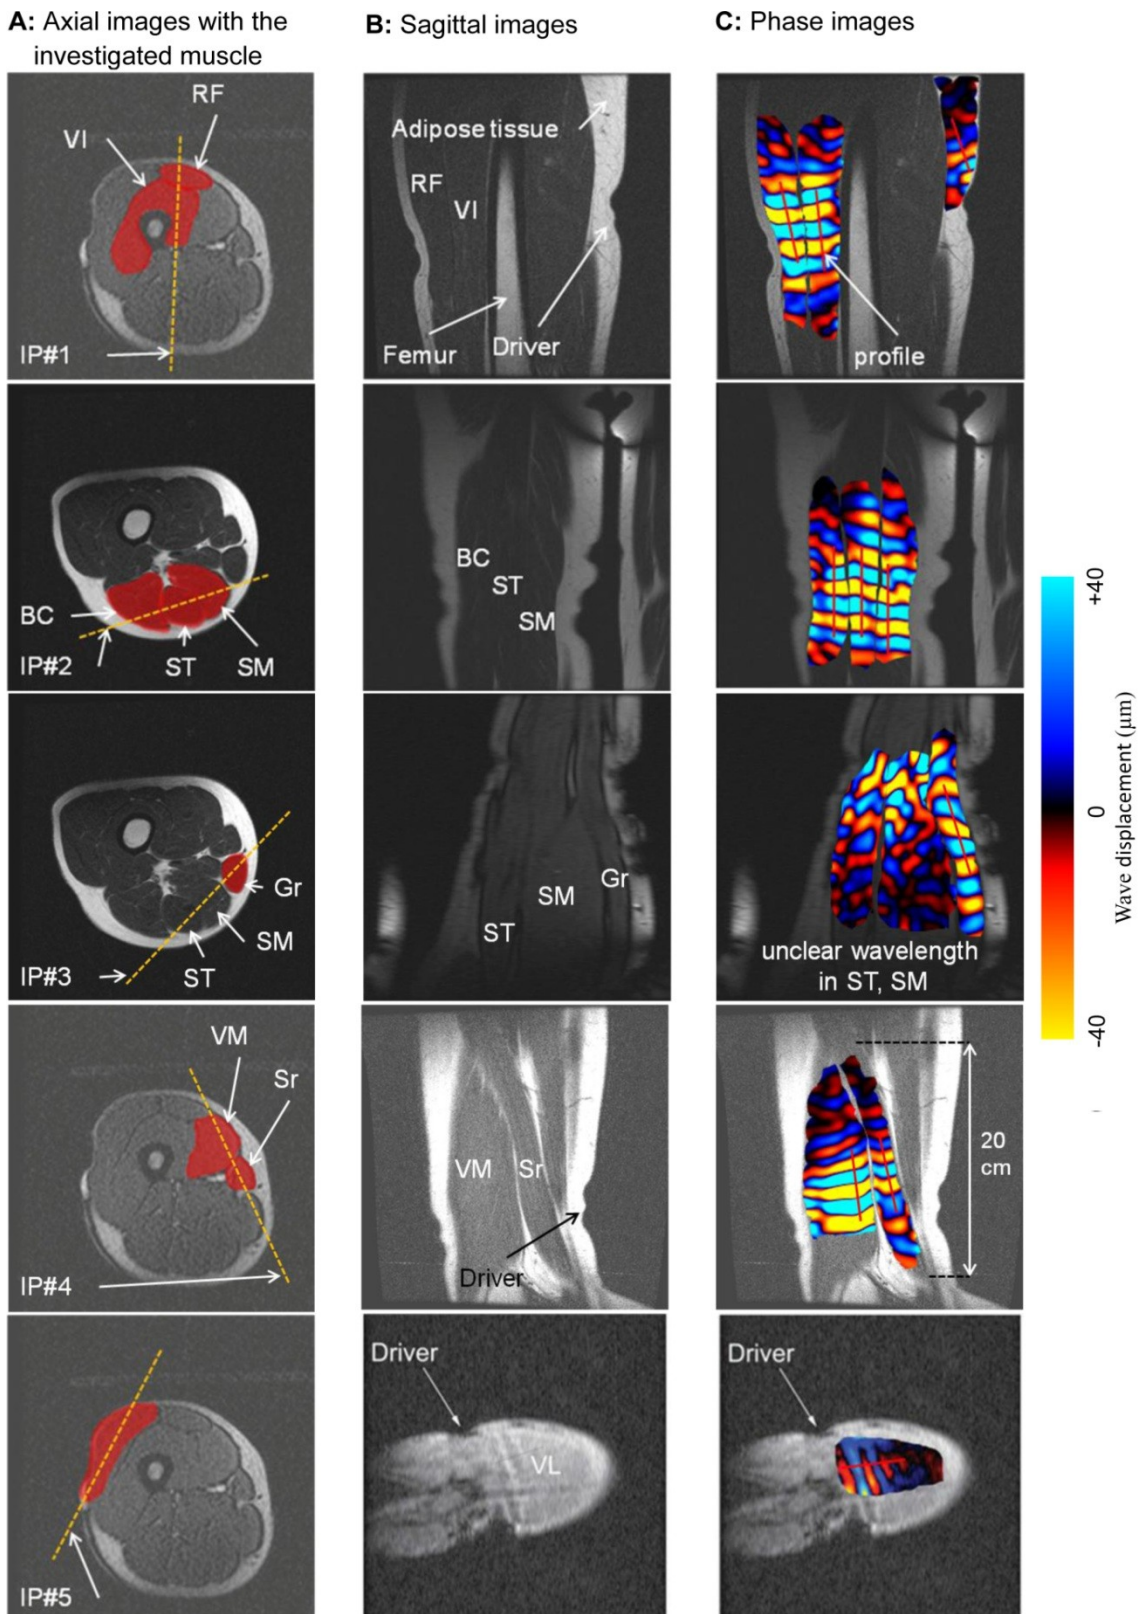 A: Axial images with the
investigated muscle
B: Sagittal images
C: Phase images
RF
VI
IP#1
Adipose tissue
RF
VI
Femur
Driver
profile
BC
IP#2
ST
SM
BC
ST
SM
Gr
SM
ST
IP#3
Gr
SM
ST
unclear wavelength
in ST, SM
VM
Sr
IP#4
VM
Sr
Driver
20
cm
IP#5
Driver
VL
Driver
+40
0
-40
Wave displacement (μm)